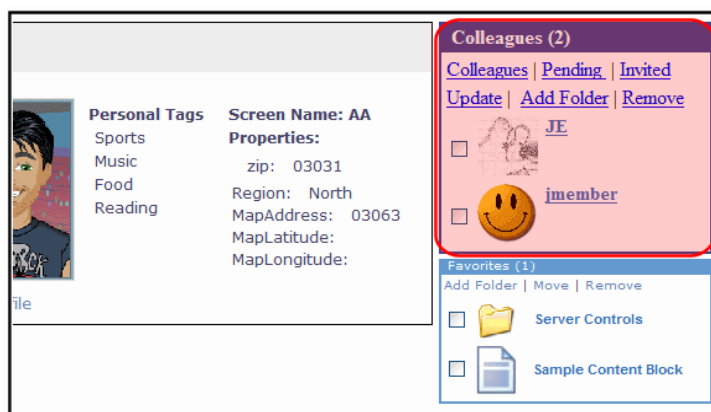 Colleagues (2)
Colleagues | Pending | Invited
Update | Add Folder | Remove
JE
jmember
Personal Tags
Sports
Music
Food
Reading
Screen Name: AA
Properties:
zip: 03031
Region: North
MapAddress: 03063
MapLatitude:
MapLongitude:
file
Favorites (1)
Add Folder | Move | Remove
Server Controls
Sample Content Block